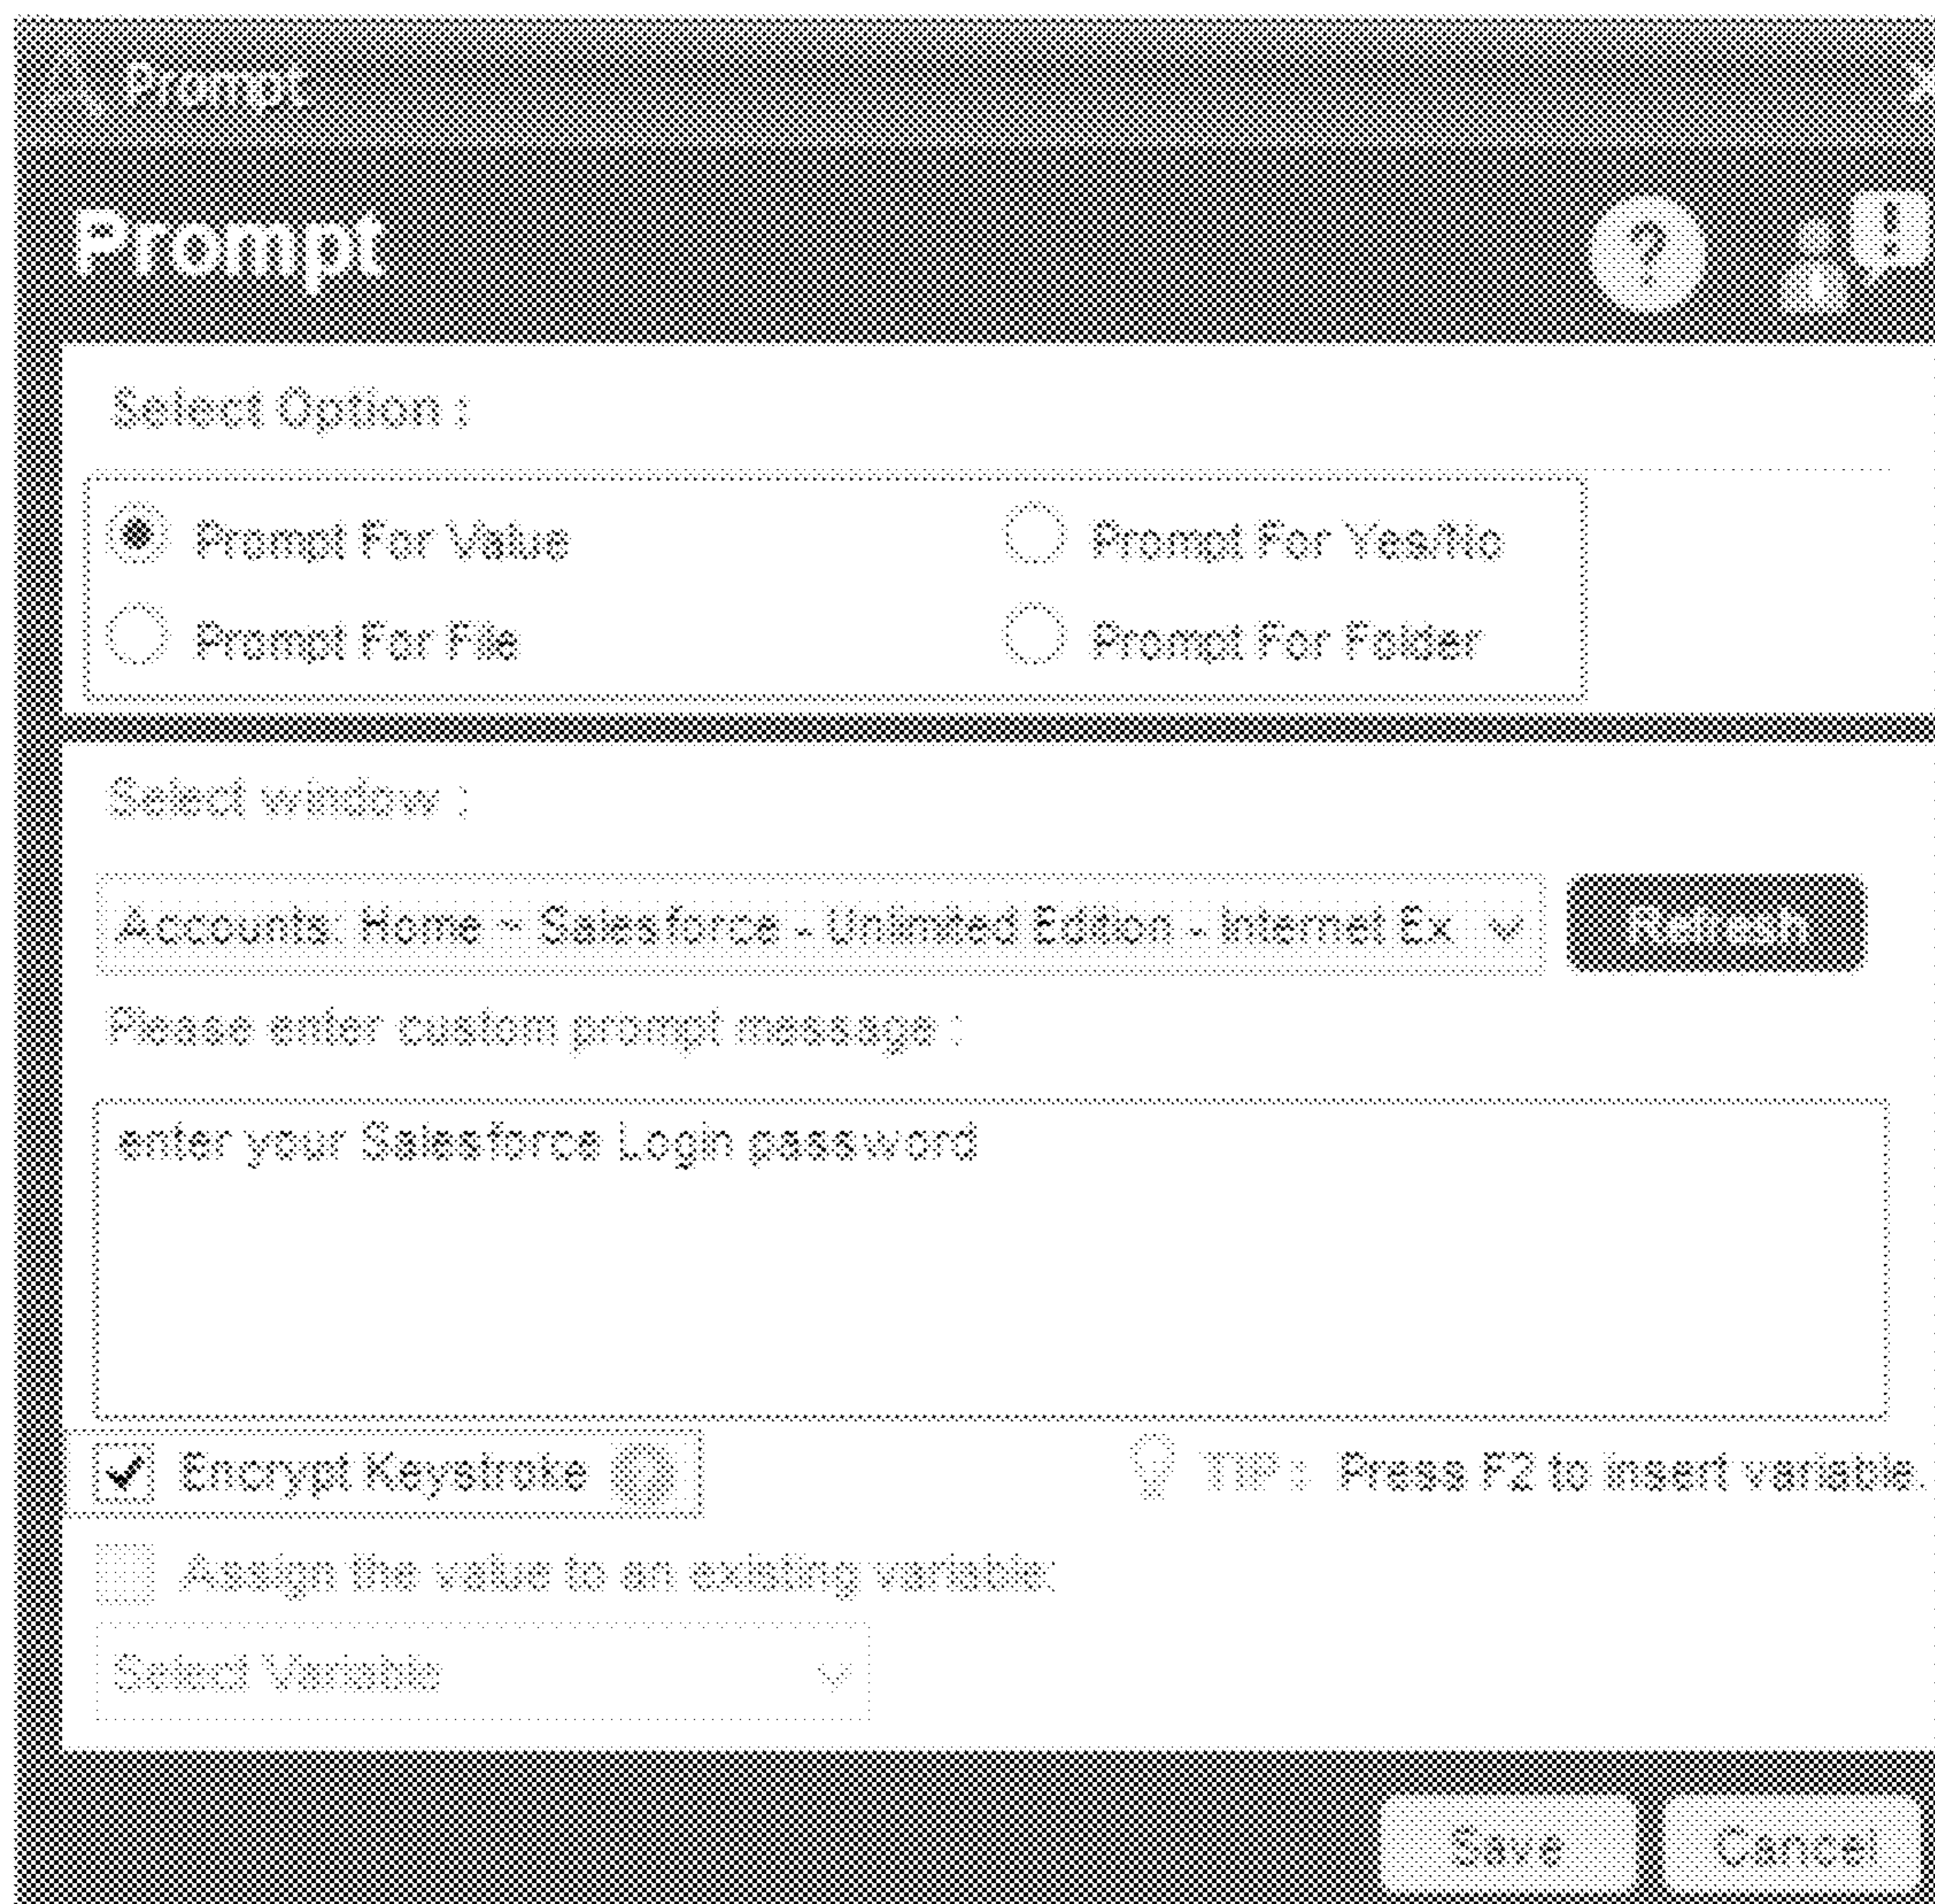 Prompt
Prompt
Select Option :
Prompt For Value
Prompt For Yes/No
Prompt For File
Prompt For Folder
Select window :
Accounts: Home ~ Salesforce - Unlimited Edition - Internet Ex
Refresh
Please enter custom prompt message :
enter your Salesforce Login password
Encrypt Keystroke
TIP : Press F2 to insert variable.
Assign the value to an existing variable:
Select Variable
Save
Cancel